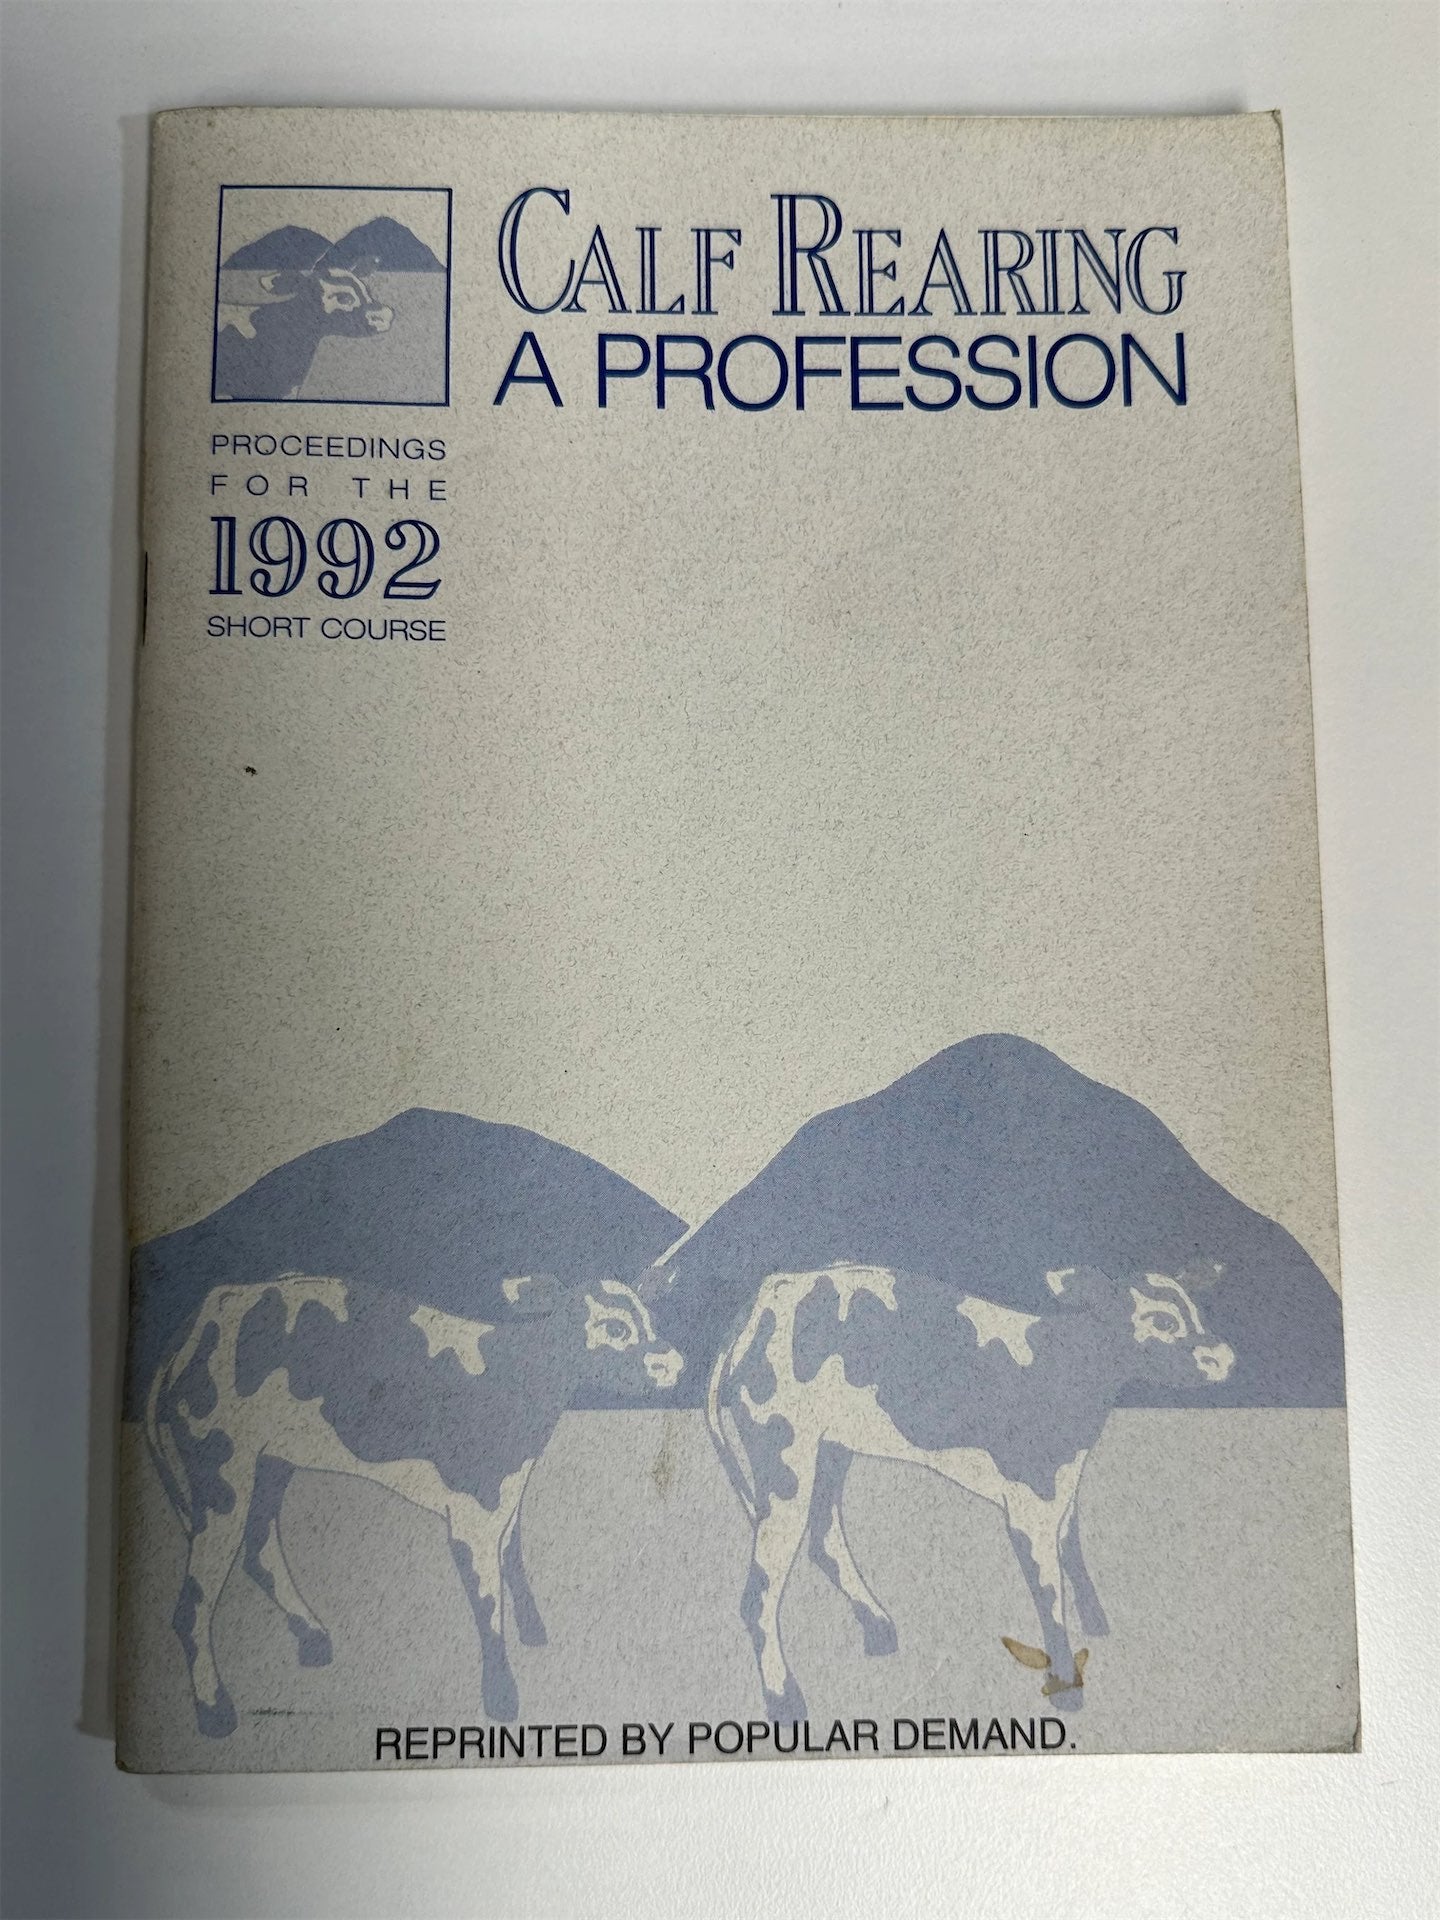 CALF REARING
A PROFESSION
PROCEEDINGS
FOR THE
1992
SHORT COURSE
REPRINTED BY POPULAR DEMAND.